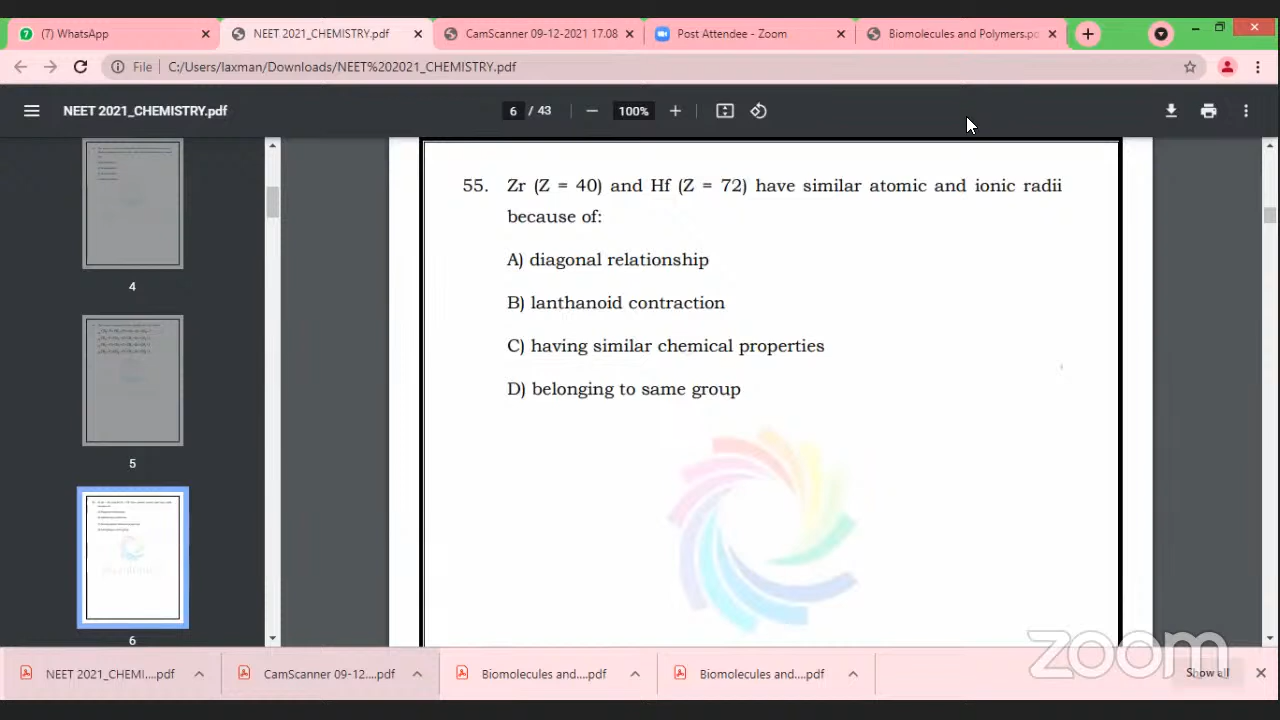 (7) WhatsApp
NEET 2021_CHEMISTRY.pdf
CamScanner 09-12-2021 17.08
Post Attendee - Zoom
Biomolecules and Polymers.pd
File
C:/Users/laxman/Downloads/NEET%202021_CHEMISTRY.pdf
NEET 2021_CHEMISTRY.pdf
6 / 43
100%
4
5
6
55. Zr (Z = 40) and Hf (Z = 72) have similar atomic and ionic radii
because of:
A) diagonal relationship
B) lanthanoid contraction
C) having similar chemical properties
D) belonging to same group
zoom
NEET 2021_CHEMI....pdf
CamScanner 09-12....pdf
Biomolecules and....pdf
Biomolecules and....pdf
Show all